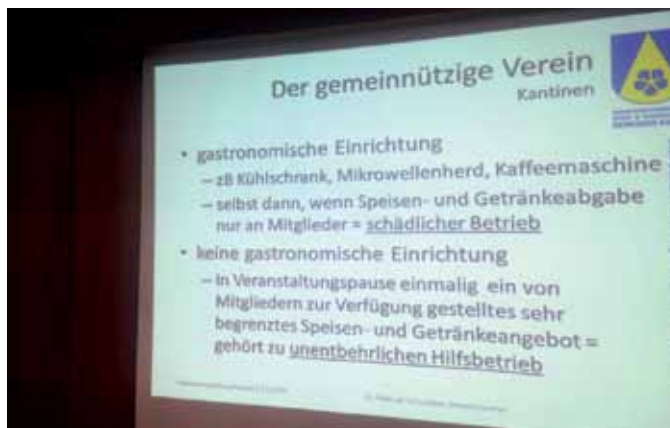 Der gemeinnützige Verein
Kantinen
• gastronomische Einrichtung
– zB Kühlschrank, Mikrowellenherd, Kaffeemaschine
– selbst dann, wenn Speisen- und Getränkeabgabe
nur an Mitglieder = schädlicher Betrieb
• keine gastronomische Einrichtung
– in Veranstaltungspause einmalig ein von
Mitgliedern zur Verfügung gestelltes sehr
begrenztes Speisen- und Getränkeangebot =
gehört zu unentbehrlichen Hilfsbetrieb